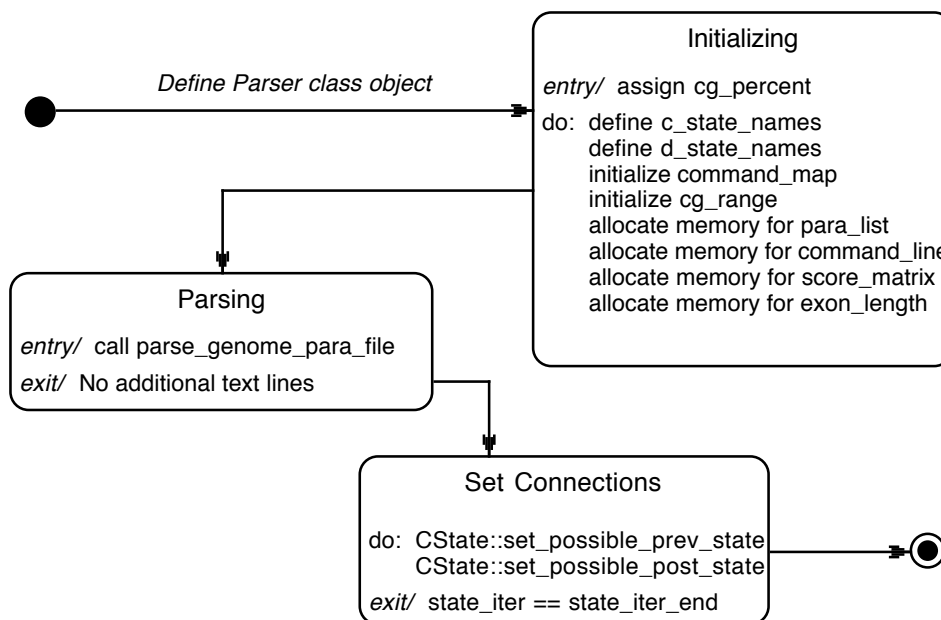 Define Parser class object
Initializing
entry/ assign cg_percent
do: define c_state_names
define d_state_names
initialize command_map
initialize cg_range
allocate memory for para_list
allocate memory for command_line
allocate memory for score_matrix
allocate memory for exon_length
Parsing
entry/ call parse_genome_para_file
exit/ No additional text lines
Set Connections
do: CState::set_possible_prev_state
CState::set_possible_post_state
exit/ state_iter == state_iter_end